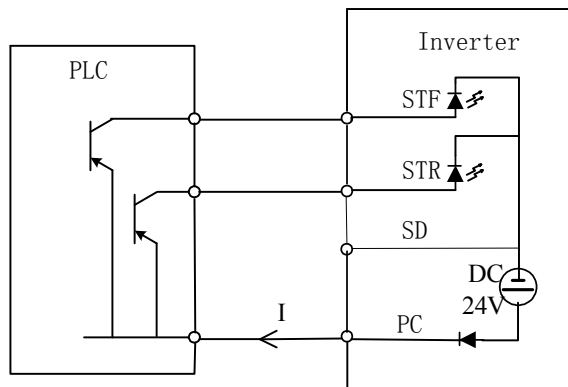 Inverter
PLC
STF
STR
SD
DC
24V
I
PC